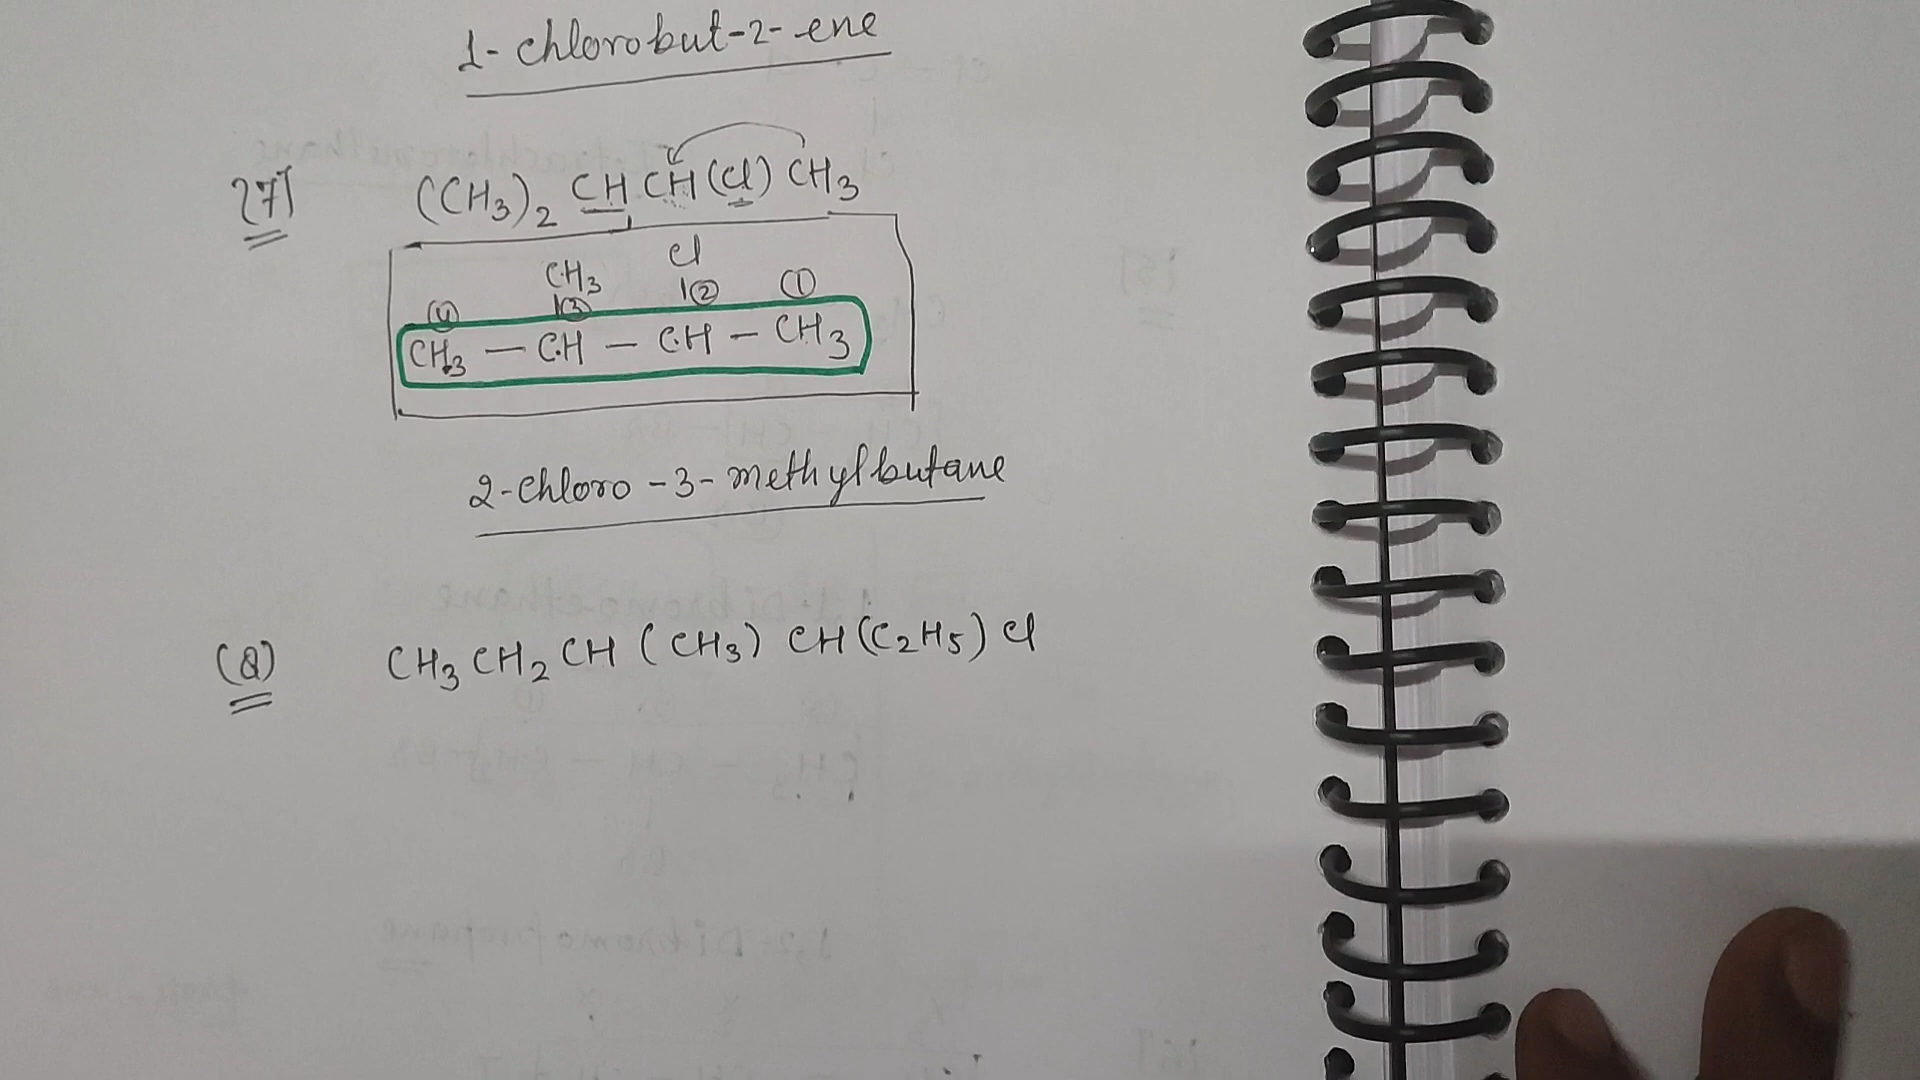 1-chlorobut-2-ene
[7] (CH3)2 CH CH (Cl) CH3
CH3 Cl
④ ③ ② ①
CH3 — CH — CH — CH3
2-chloro-3-methylbutane
(8) CH3 CH2 CH (CH3) CH (C2H5) Cl